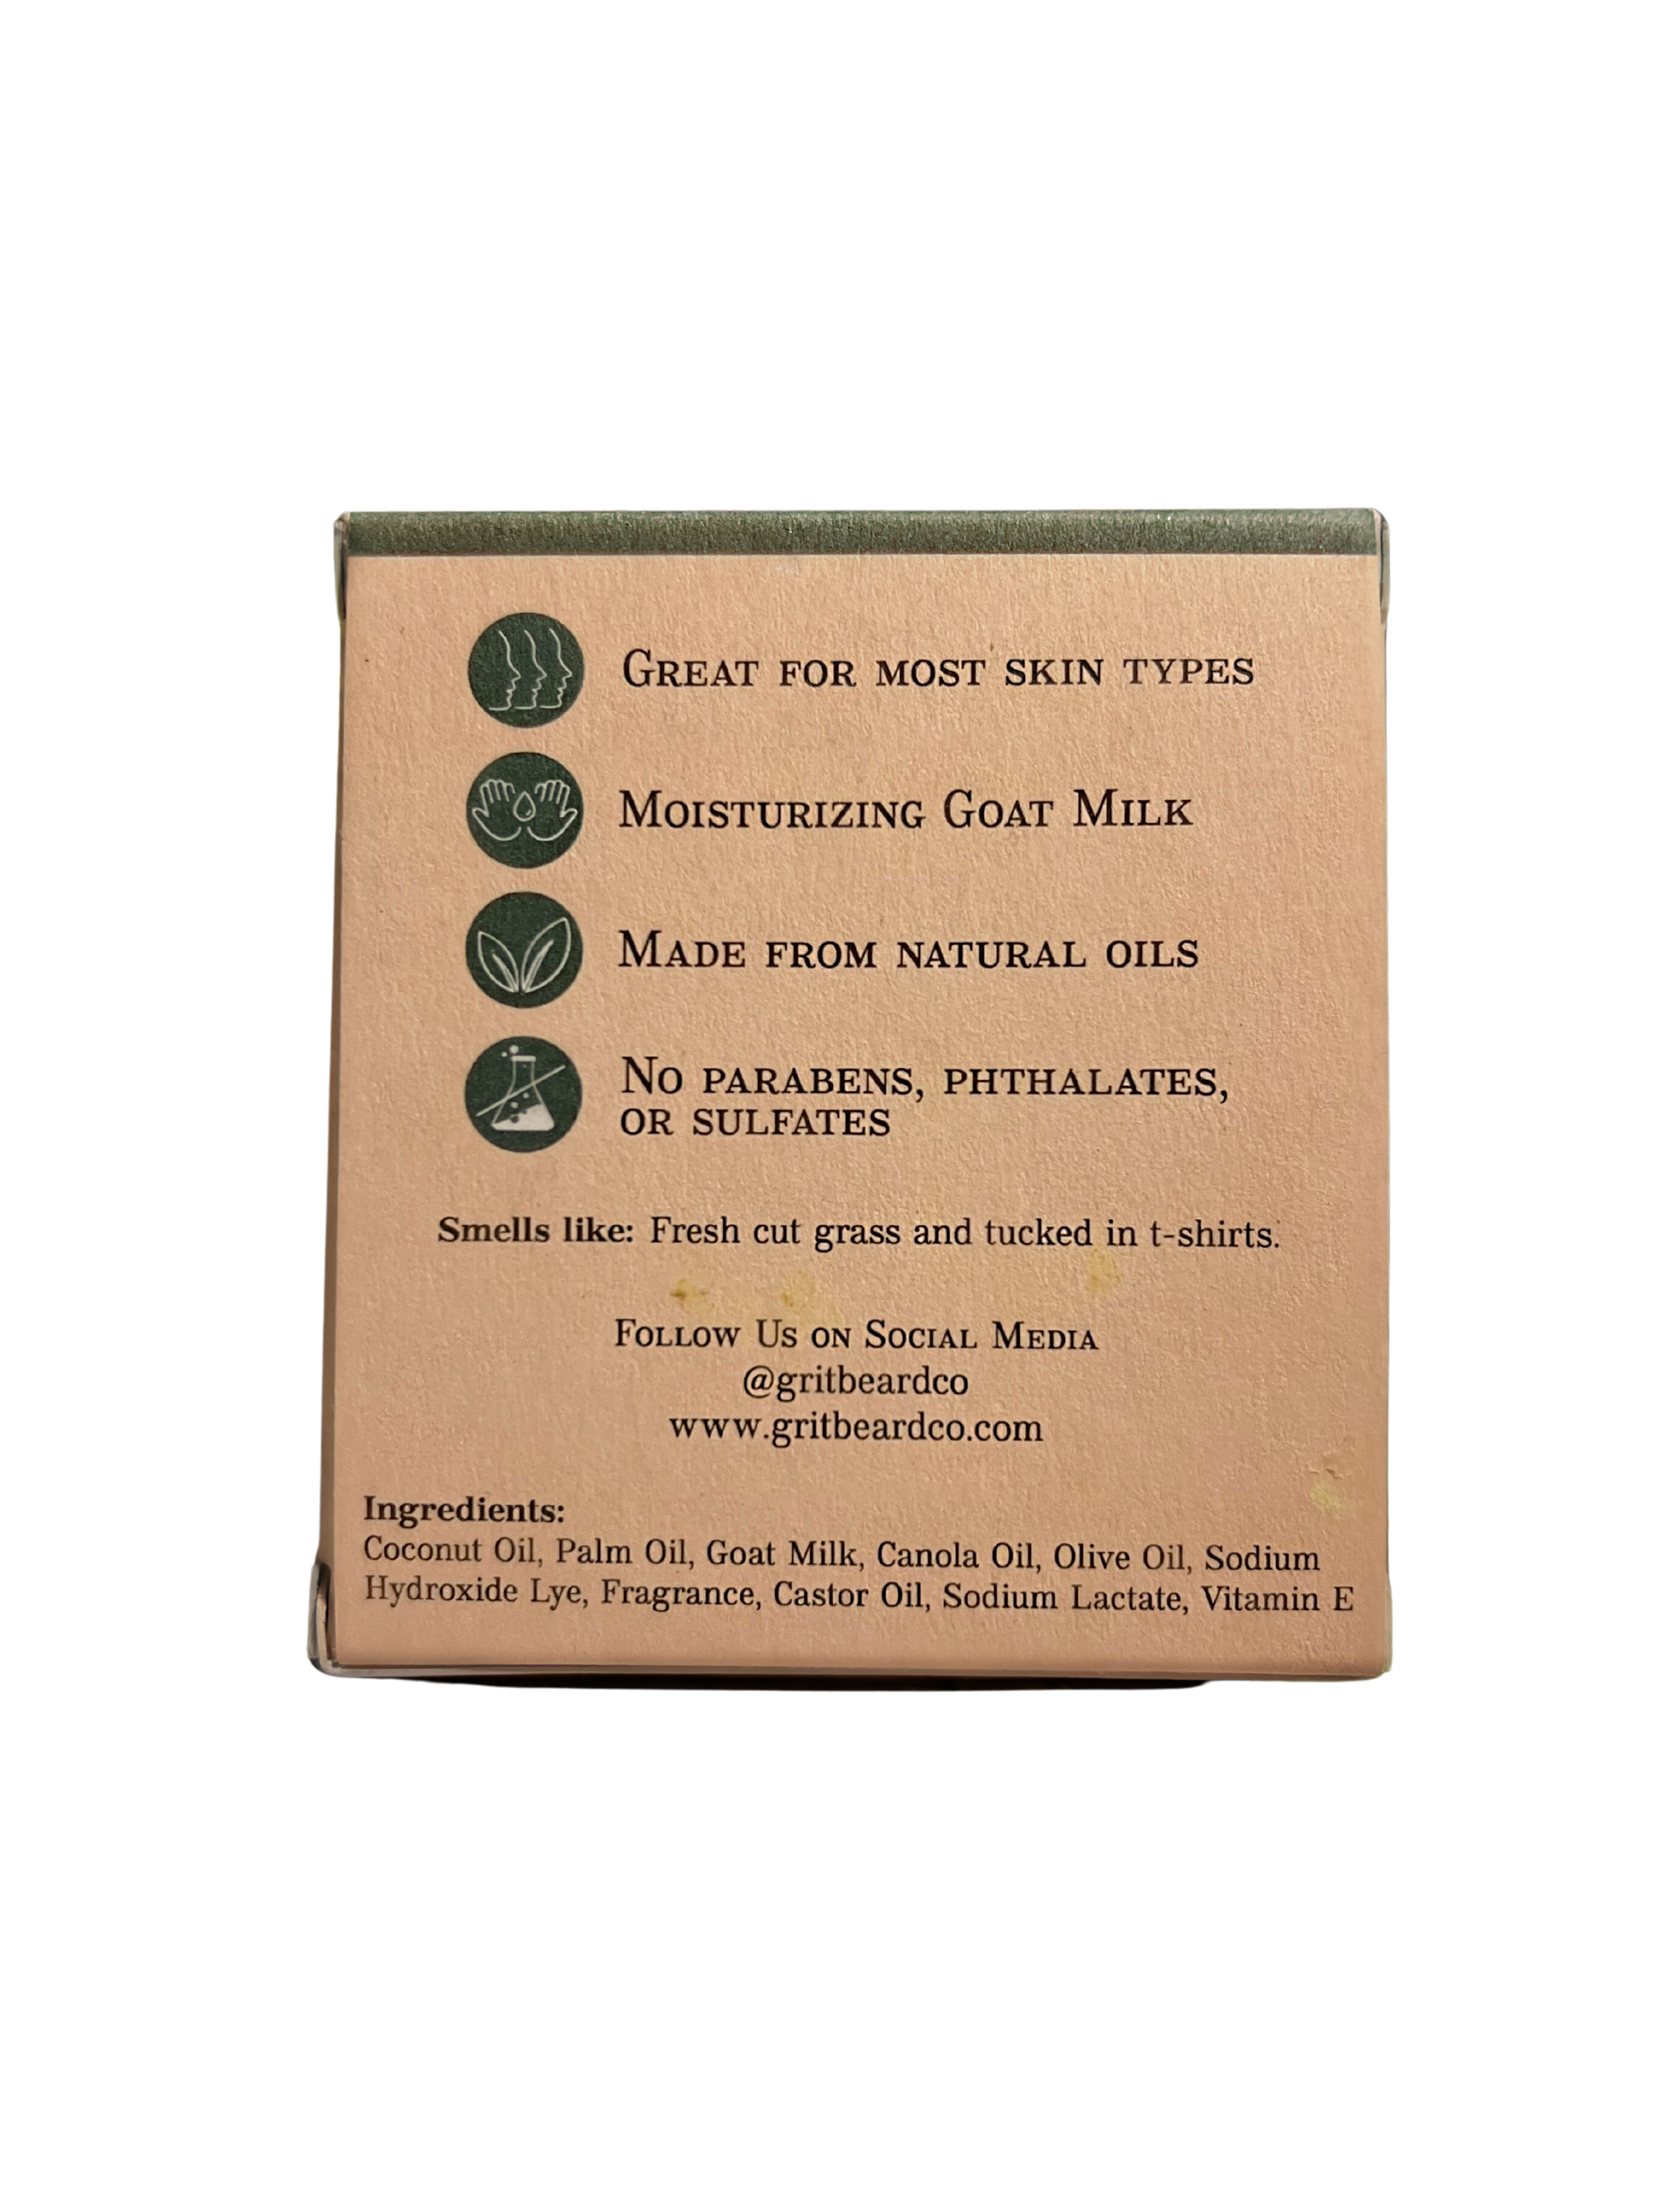 Great for most skin types
Moisturizing Goat Milk
Made from natural oils
No parabens, phthalates,
or sulfates
Smells like: Fresh cut grass and tucked in t-shirts.
Follow Us on Social Media
@gritbeardco
www.gritbeardco.com
Ingredients:
Coconut Oil, Palm Oil, Goat Milk, Canola Oil, Olive Oil, Sodium
Hydroxide Lye, Fragrance, Castor Oil, Sodium Lactate, Vitamin E